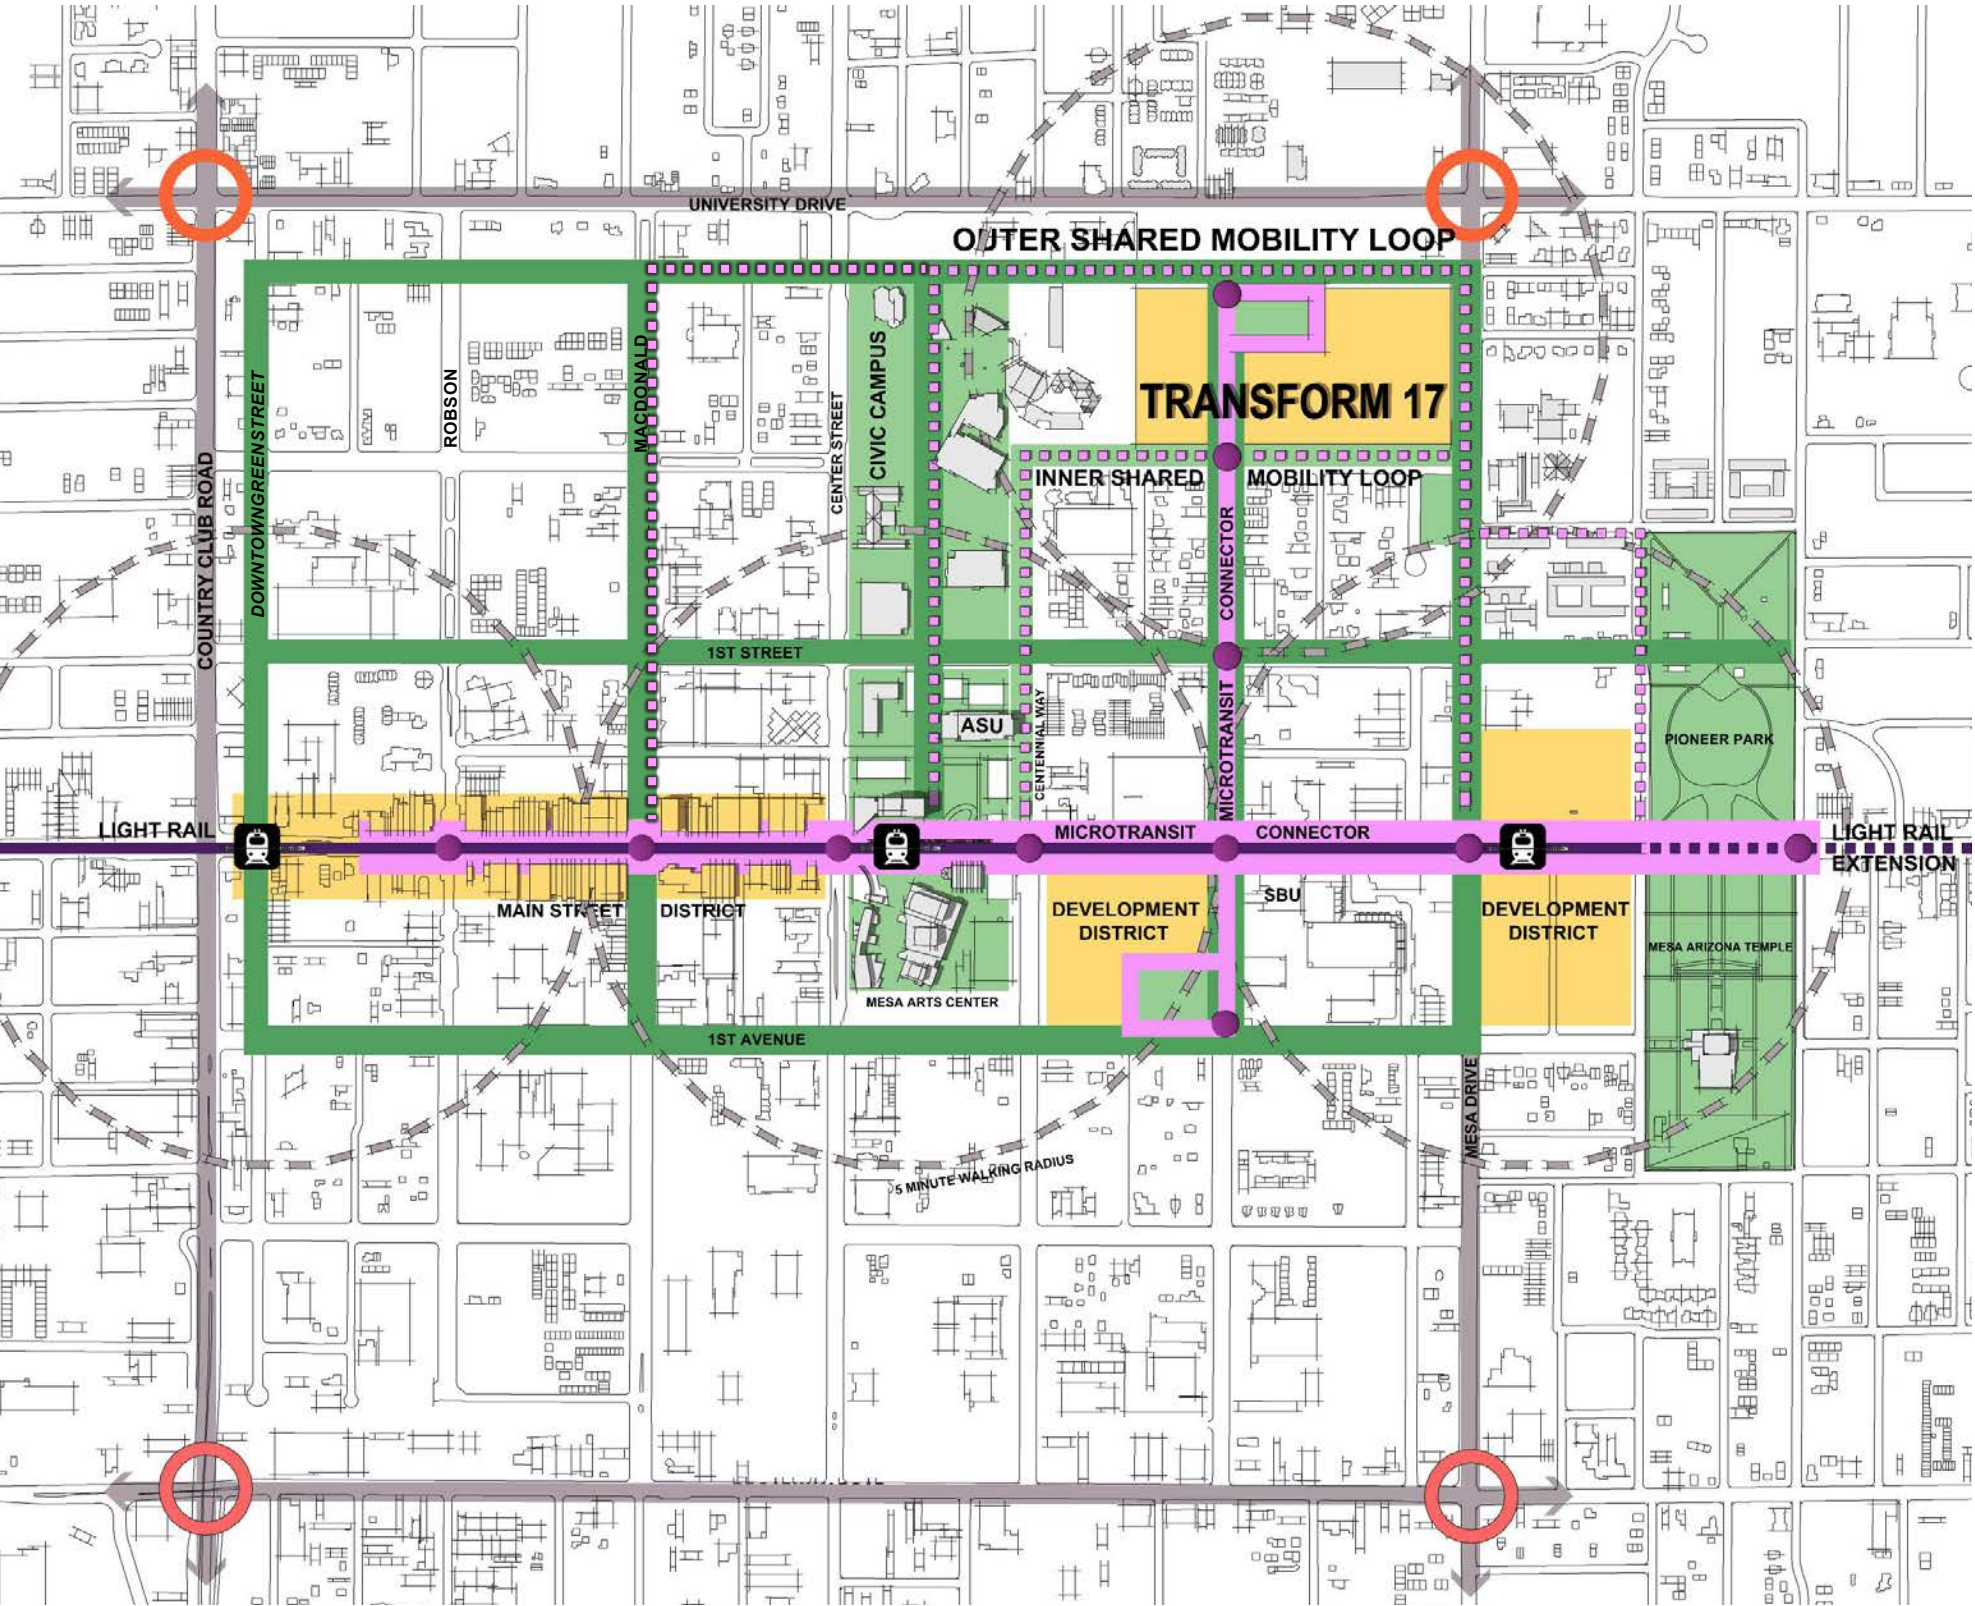 UNIVERSITY DRIVE
OUTER SHARED MOBILITY LOOP
DOWNTOWNGREENSTREET
COUNTRY CLUB ROAD
ROBSON
MACDONALD
CENTER STREET
CIVIC CAMPUS
TRANSFORM 17
INNER SHARED
MOBILITY LOOP
CONNECTOR
MICROTRANSIT
1ST STREET
ASU
CENTENNIAL WAY
PIONEER PARK
LIGHT RAIL
MICROTRANSIT
CONNECTOR
LIGHT RAIL
EXTENSION
MAIN STREET
DISTRICT
DEVELOPMENT
DISTRICT
SBU
DEVELOPMENT
DISTRICT
MESA ARIZONA TEMPLE
MESA ARTS CENTER
1ST AVENUE
MESA DRIVE
5 MINUTE WALKING RADIUS